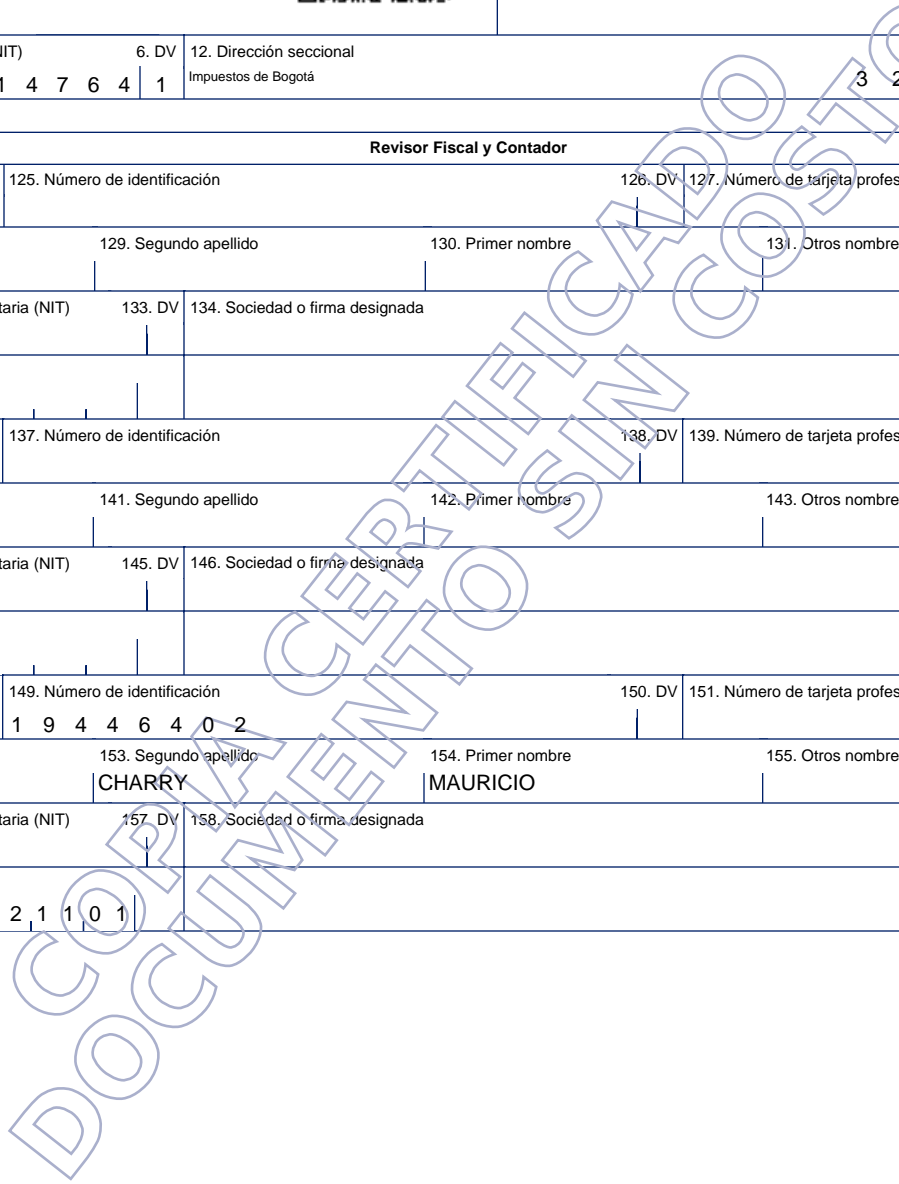 IT) 6. DV 12. Dirección seccional
4 7 6 4 1 Impuestos de Bogotá 3 2
Revisor Fiscal y Contador
125. Número de identificación 126. DV 127. Número de tarjeta profes
129. Segundo apellido 130. Primer nombre 131. Otros nombre
taria (NIT) 133. DV 134. Sociedad o firma designada
137. Número de identificación 138. DV 139. Número de tarjeta profes
141. Segundo apellido 142. Primer nombre 143. Otros nombre
taria (NIT) 145. DV 146. Sociedad o firma designada
149. Número de identificación 150. DV 151. Número de tarjeta profes
1 9 4 4 6 4 0 2
153. Segundo apellido 154. Primer nombre 155. Otros nombre
CHARRY MAURICIO
taria (NIT) 157. DV 158. Sociedad o firma designada
2 1 1 0 1
COPIA CERTIFICADO
DOCUMENTO SIN COSTO